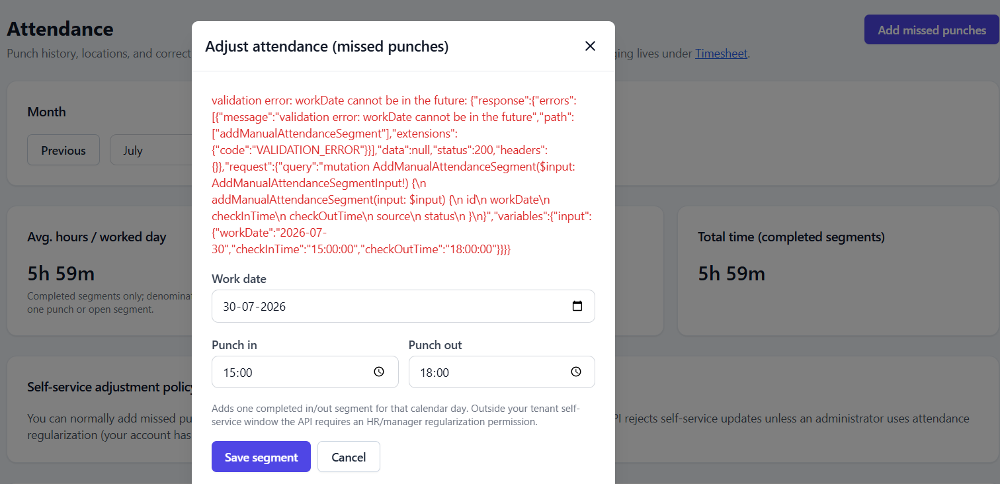 Attendance
Add missed punches
Punch history, locations, and correct
ging lives under Timesheet.
Adjust attendance (missed punches)
Month
Previous
July
validation error: workDate cannot be in the future: {"response":{"errors":
[{"message":"validation error: workDate cannot be in the future","path":
["addManualAttendanceSegment"],"extensions":
{"code":"VALIDATION_ERROR"}}],"data":null,"status":200,"headers":
{}},"request":{"query":"mutation AddManualAttendanceSegment($input:
AddManualAttendanceSegmentInput!) {\n
addManualAttendanceSegment(input: $input) {\n id\n workDate\n
checkInTime\n checkOutTime\n source\n status\n }\n}","variables":{"input":
{"workDate":"2026-07-
30","checkInTime":"15:00:00","checkOutTime":"18:00:00"}}}}
Avg. hours / worked day
5h 59m
Completed segments only; denomina
one punch or open segment.
Total time (completed segments)
5h 59m
Work date
30-07-2026
Punch in
Punch out
15:00
18:00
Adds one completed in/out segment for that calendar day. Outside your tenant self-
service window the API requires an HR/manager regularization permission.
Save segment
Cancel
Self-service adjustment policy
You can normally add missed pu
PI rejects self-service updates unless an administrator uses attendance
regularization (your account has